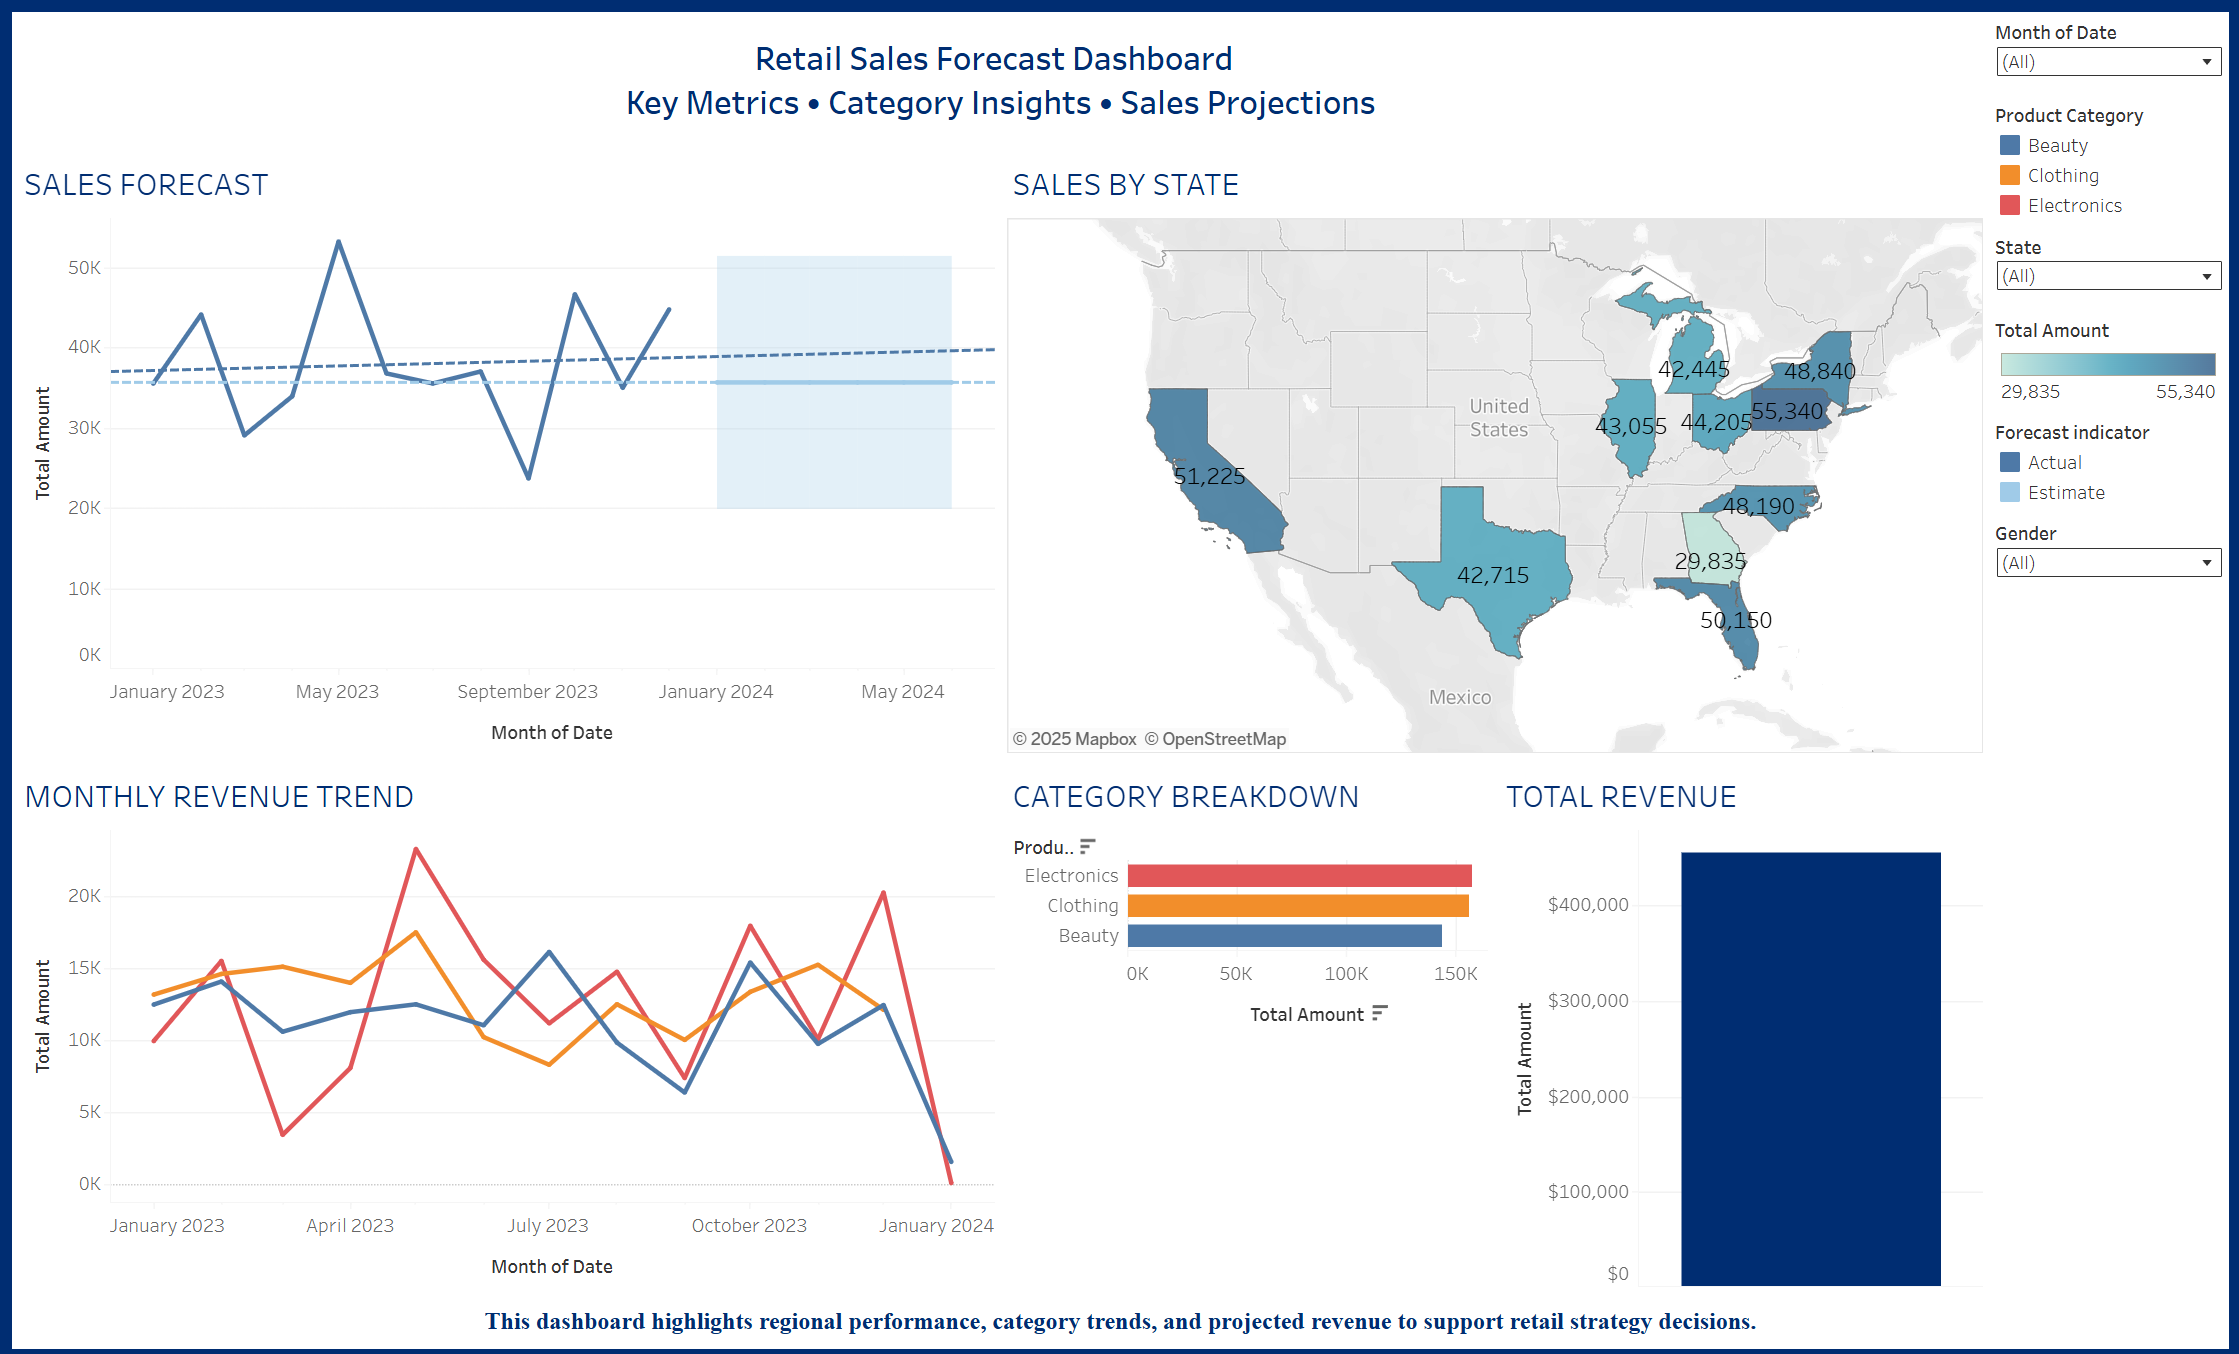 Retail Sales Forecast Dashboard
Key Metrics • Category Insights • Sales Projections
SALES FORECAST
Total Amount
50K
40K
30K
20K
10K
0K
January 2023
May 2023
September 2023
January 2024
May 2024
Month of Date
SALES BY STATE
United
States
Mexico
42,445
48,840
43,055
44,205
55,340
51,225
48,190
42,715
29,835
50,150
© 2025 Mapbox © OpenStreetMap
Month of Date
(All)
Product Category
Beauty
Clothing
Electronics
State
(All)
Total Amount
29,835
55,340
Forecast indicator
Actual
Estimate
Gender
(All)
MONTHLY REVENUE TREND
Total Amount
20K
15K
10K
5K
0K
January 2023
April 2023
July 2023
October 2023
January 2024
Month of Date
CATEGORY BREAKDOWN
Produ..
Electronics
Clothing
Beauty
0K
50K
100K
150K
Total Amount
TOTAL REVENUE
Total Amount
$400,000
$300,000
$200,000
$100,000
$0
This dashboard highlights regional performance, category trends, and projected revenue to support retail strategy decisions.